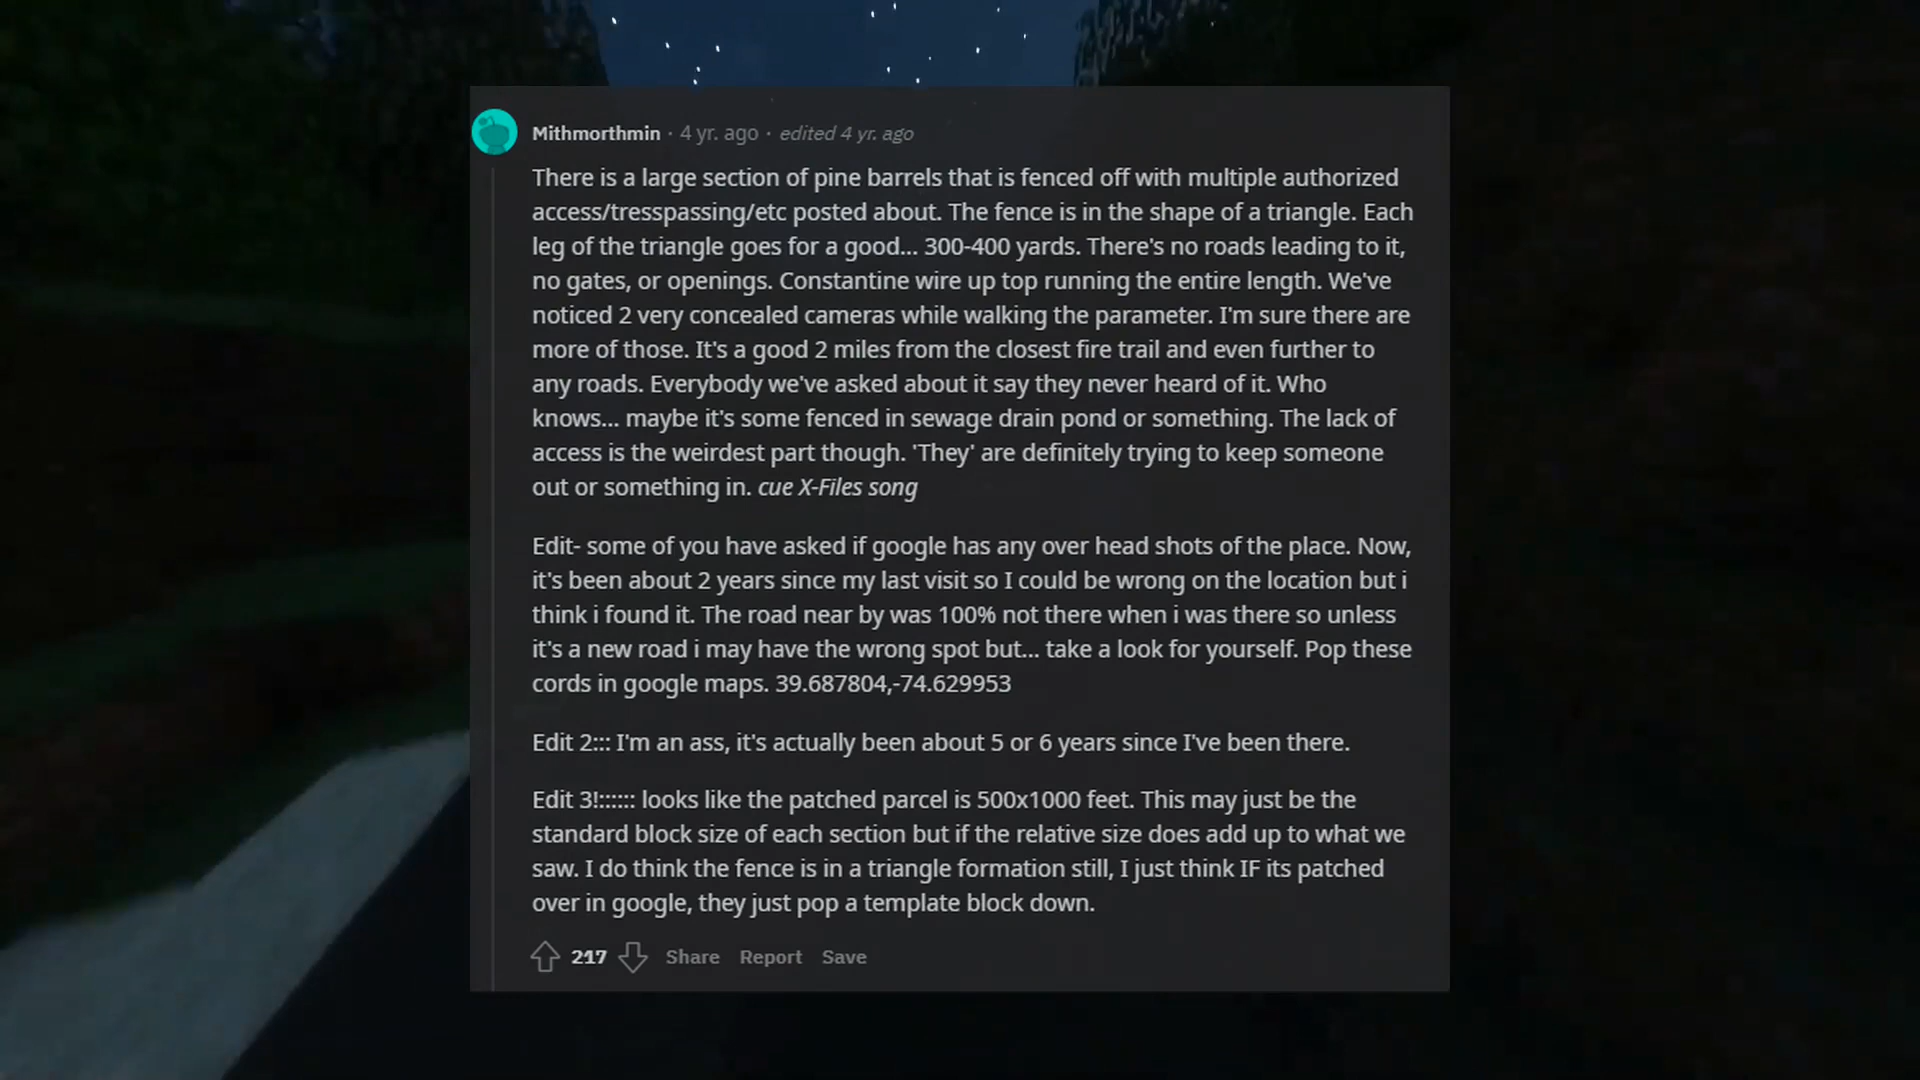 Mithmorthmin · 4 yr. ago · edited 4 yr. ago
There is a large section of pine barrels that is fenced off with multiple authorized
access/tresspassing/etc posted about. The fence is in the shape of a triangle. Each
leg of the triangle goes for a good... 300-400 yards. There's no roads leading to it,
no gates, or openings. Constantine wire up top running the entire length. We've
noticed 2 very concealed cameras while walking the parameter. I'm sure there are
more of those. It's a good 2 miles from the closest fire trail and even further to
any roads. Everybody we've asked about it say they never heard of it. Who
knows... maybe it's some fenced in sewage drain pond or something. The lack of
access is the weirdest part though. 'They' are definitely trying to keep someone
out or something in. cue X-Files song
Edit- some of you have asked if google has any over head shots of the place. Now,
it's been about 2 years since my last visit so I could be wrong on the location but i
think i found it. The road near by was 100% not there when i was there so unless
it's a new road i may have the wrong spot but... take a look for yourself. Pop these
cords in google maps. 39.687804,-74.629953
Edit 2::: I'm an ass, it's actually been about 5 or 6 years since I've been there.
Edit 3!:::::: looks like the patched parcel is 500x1000 feet. This may just be the
standard block size of each section but if the relative size does add up to what we
saw. I do think the fence is in a triangle formation still, I just think IF its patched
over in google, they just pop a template block down.
217 Share Report Save